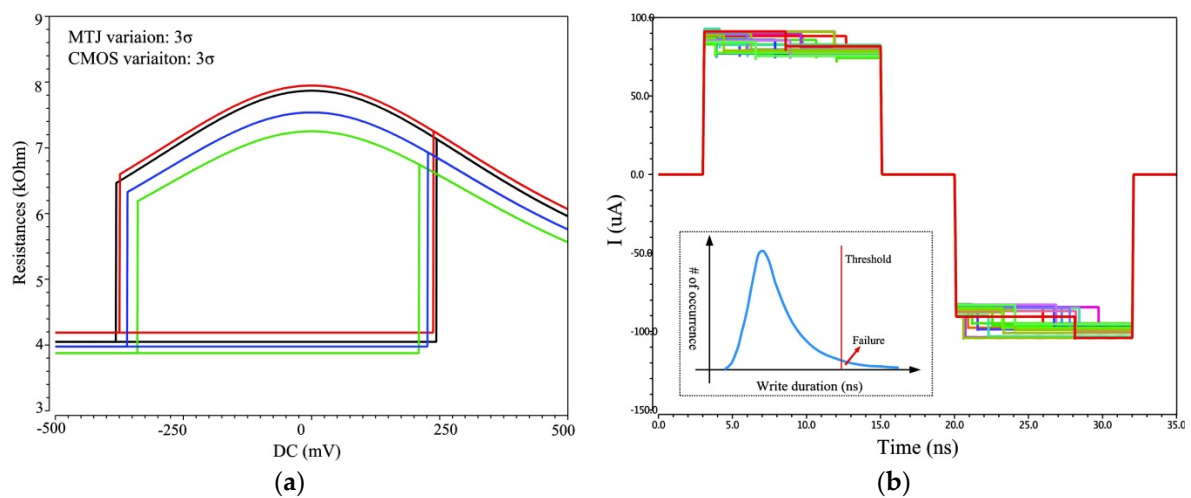 MTJ variation: 3σ
CMOS variaiton: 3σ
Resistances (kOhm)
9
8
7
6
5
4
3
-500
-250
0
250
500
DC (mV)
(a)
I (uA)
100.0
50.0
0.0
-50.0
-100.0
-150.0
0.0
5.0
10.0
15.0
20.0
25.0
30.0
35.0
Time (ns)
# of occurrence
Threshold
Failure
Write duration (ns)
(b)